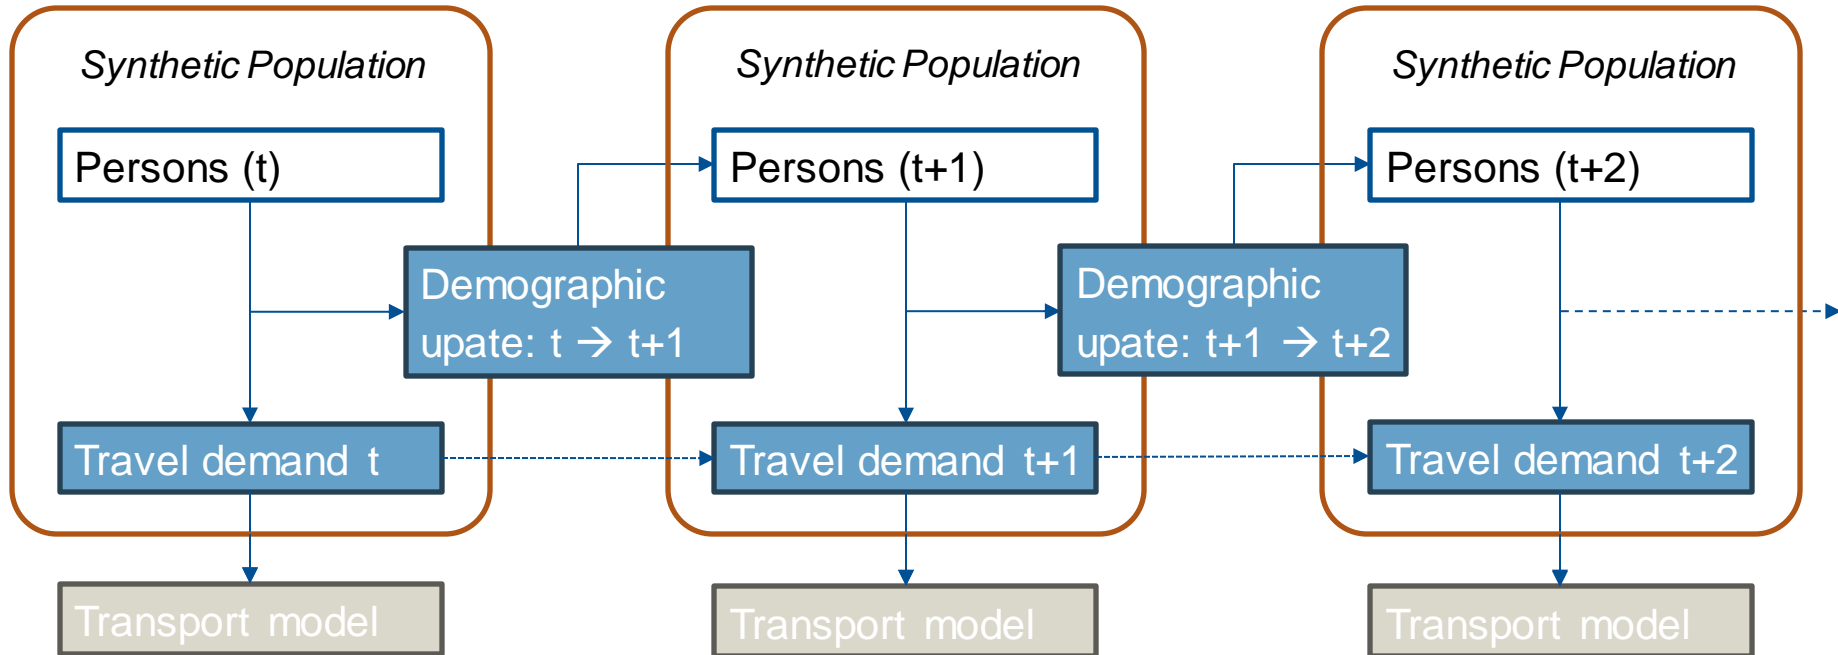 Synthetic Population
Synthetic Population
Synthetic Population
Persons (t)
Persons (t+1)
Persons (t+2)
Demographic
upate: t → t+1
Demographic
upate: t+1 → t+2
Travel demand t
Travel demand t+1
Travel demand t+2
Transport model
Transport model
Transport model